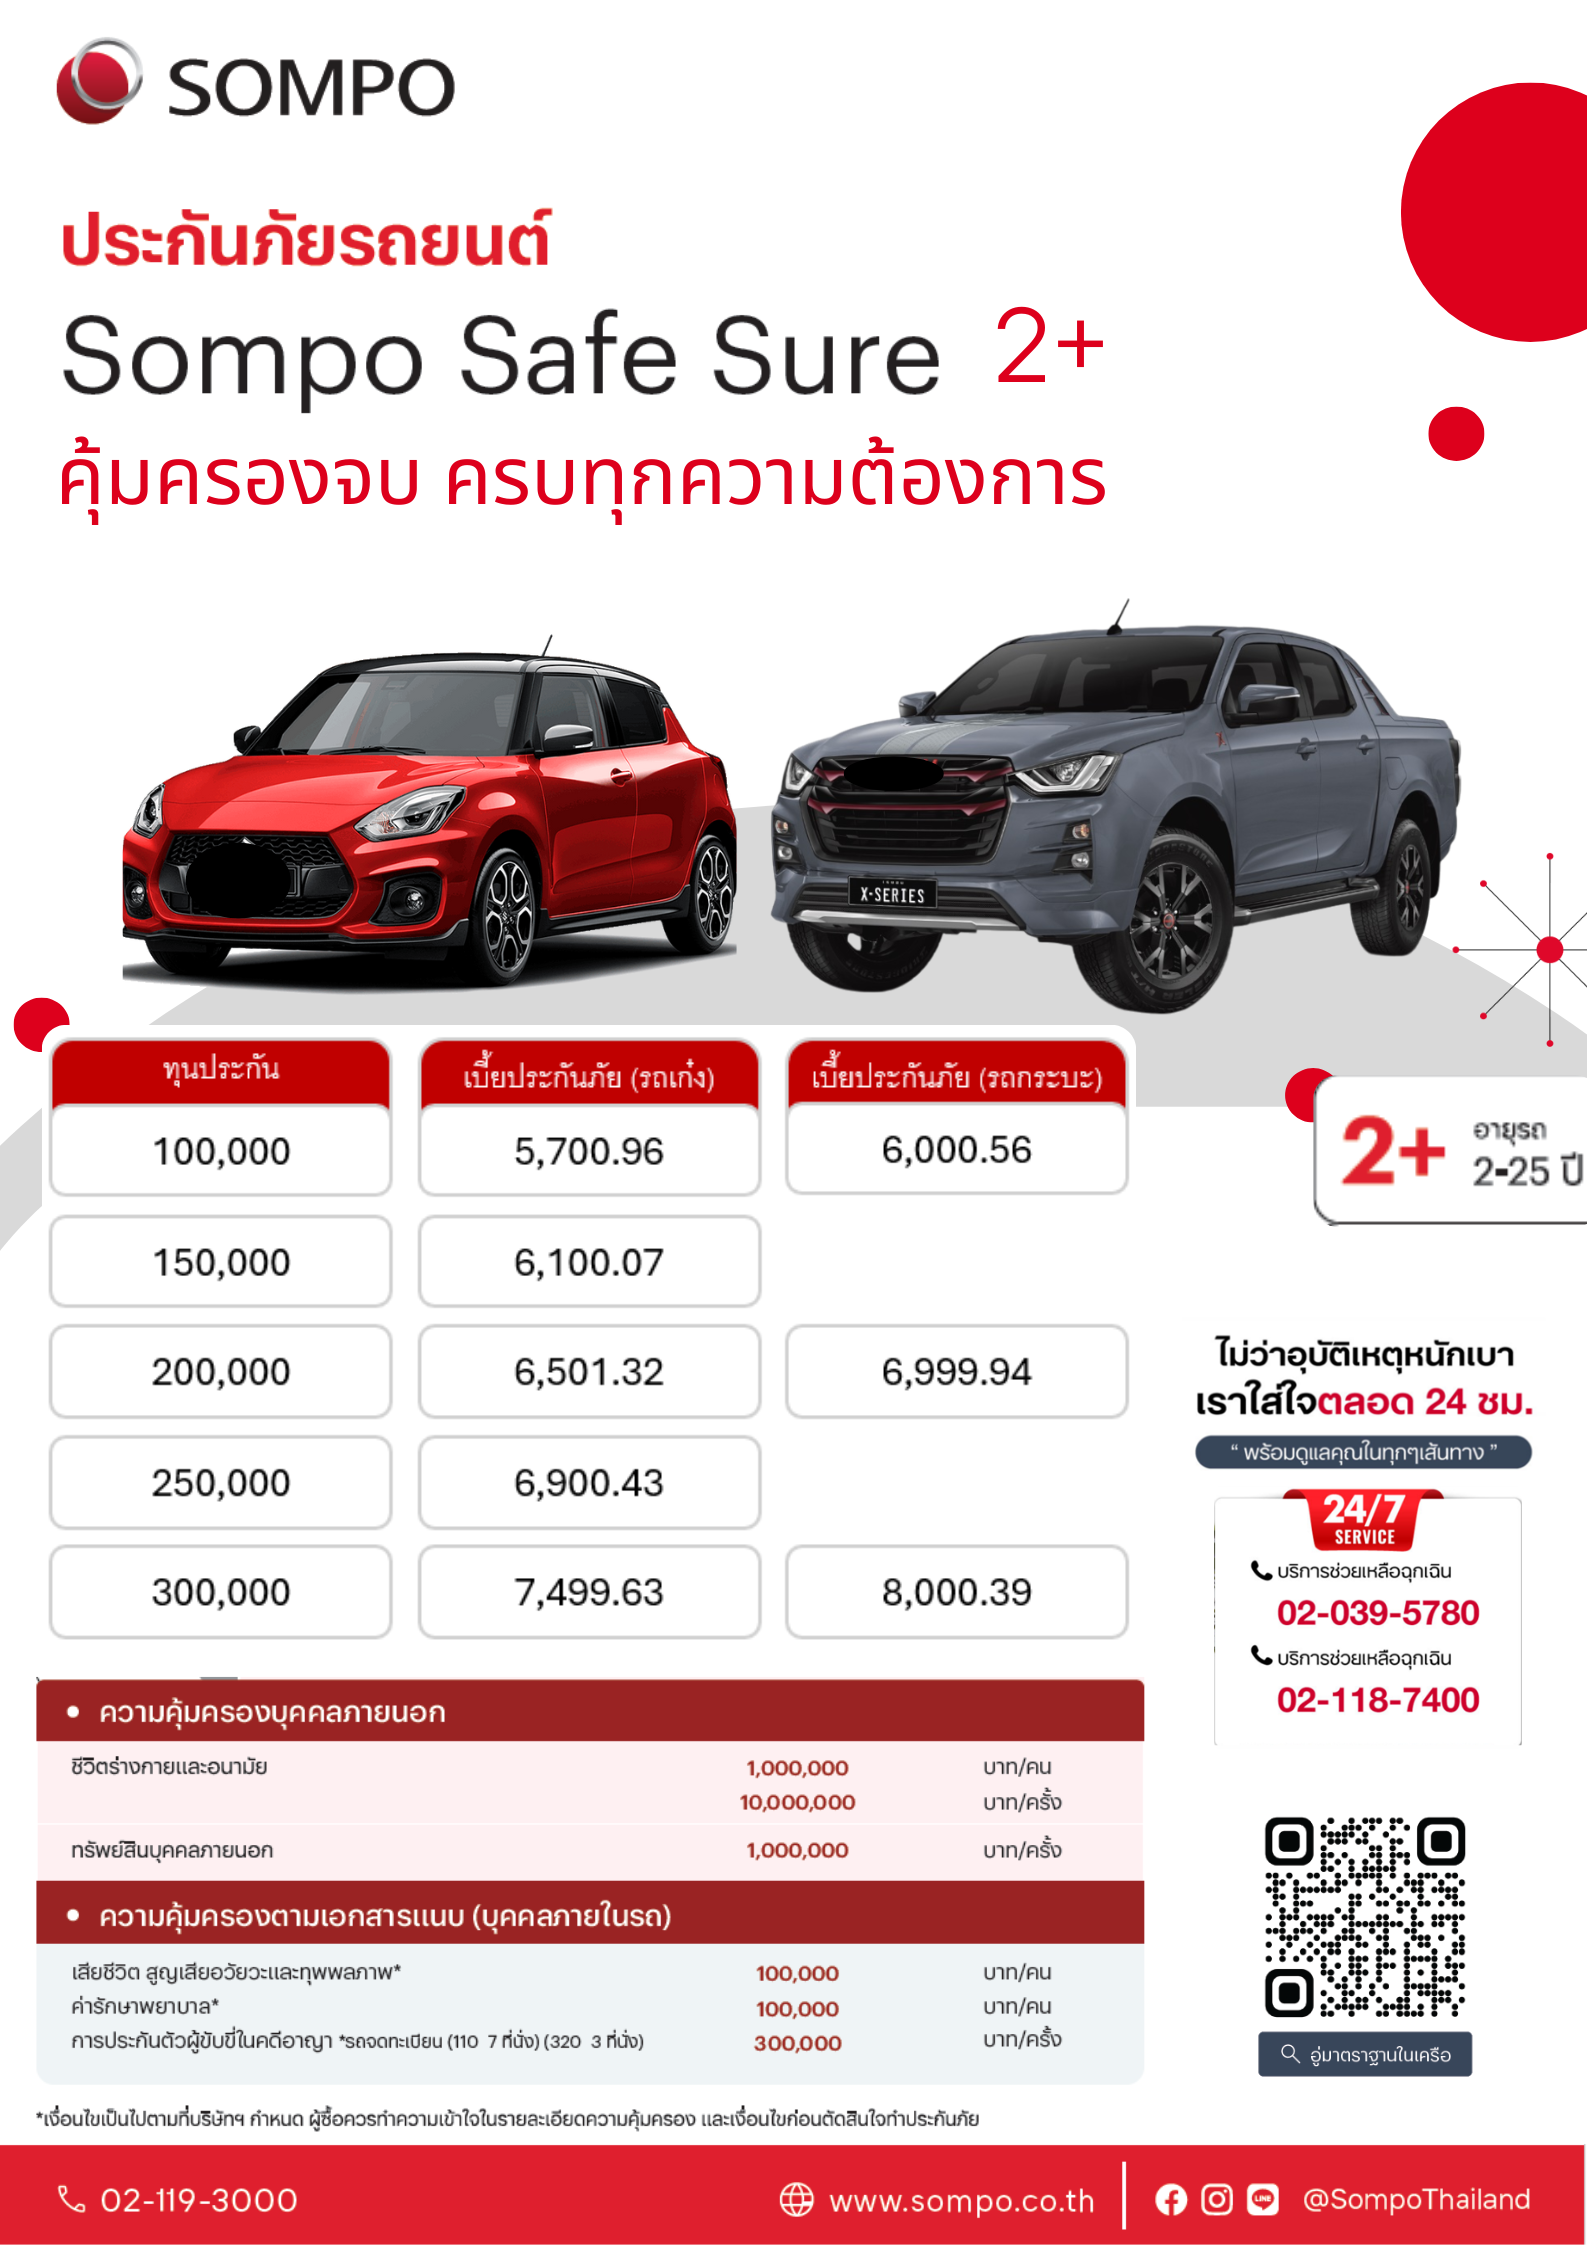 SOMPO
ประกันภัยรถยนต์
Sompo Safe Sure 2+
คุ้มครองจบ ครบทุกความต้องการ
X-SERIES
ทุนประกัน เบี้ยประกันภัย (รถเก๋ง) เบี้ยประกันภัย (รถกระบะ)
100,000 5,700.96 6,000.56
150,000 6,100.07
200,000 6,501.32 6,999.94
250,000 6,900.43
300,000 7,499.63 8,000.39
2+ อายุรถ
2-25 ปี
ไม่ว่าอุบัติเหตุหนักเบา
เราใส่ใจตลอด 24 ชม.
“ พร้อมดูแลคุณในทุกๆเส้นทาง ”
24/7
SERVICE
บริการช่วยเหลือฉุกเฉิน
02-039-5780
บริการช่วยเหลือฉุกเฉิน
02-118-7400
อู่มาตราฐานในเครือ
• ความคุ้มครองบุคคลภายนอก
ชีวิตร่างกายและอนามัย 1,000,000 บาท/คน
10,000,000 บาท/ครั้ง
ทรัพย์สินบุคคลภายนอก 1,000,000 บาท/ครั้ง
• ความคุ้มครองตามเอกสารแนบ (บุคคลภายในรถ)
เสียชีวิต สูญเสียอวัยวะและทุพพลภาพ* 100,000 บาท/คน
ค่ารักษาพยาบาล* 100,000 บาท/คน
การประกันตัวผู้ขับขี่ในคดีอาญา *รถจดทะเบียน (110 7 ที่นั่ง) (320 3 ที่นั่ง) 300,000 บาท/ครั้ง
*เงื่อนไขเป็นไปตามที่บริษัทฯ กำหนด ผู้ซื้อควรทำความเข้าใจในรายละเอียดความคุ้มครอง และเงื่อนไขก่อนตัดสินใจทำประกันภัย
02-119-3000 www.sompo.co.th LINE @SompoThailand